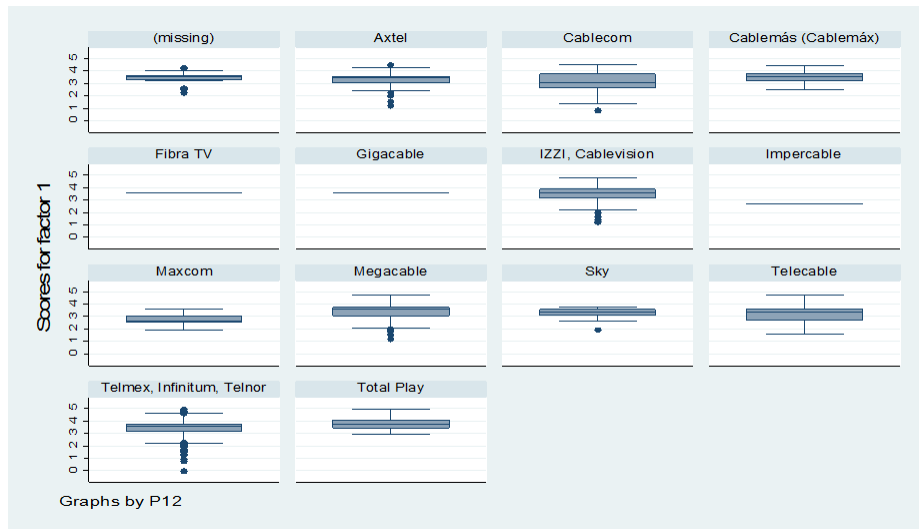 (missing)
Axtel
Cablecom
Cablemás (Cablemáx)
0 1 2 3 4 5
Fibra TV
Gigacable
IZZI, Cablevision
Impercable
0 1 2 3 4 5
Maxcom
Megacable
Sky
Telecable
0 1 2 3 4 5
Telmex, Infinitum, Telnor
Total Play
0 1 2 3 4 5
Scores for factor 1
Graphs by P12